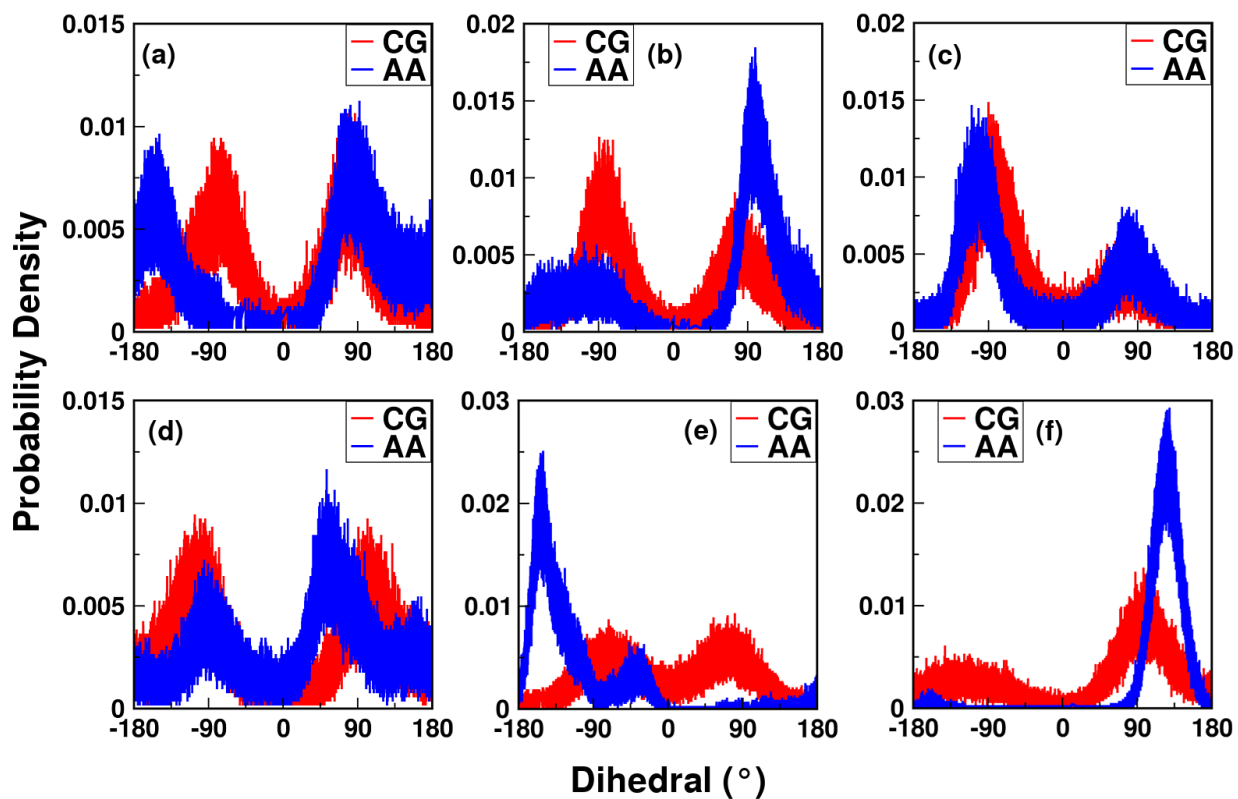 0.015 CG AA (a) 0.01 0.005 0 -180 -90 0 90 180
0.02 CG AA (b) 0.015 0.01 0.005 0 -180 -90 0 90 180
0.02 CG AA (c) 0.015 0.01 0.005 0 -180 -90 0 90 180
Probability Density
0.015 CG AA (d) 0.01 0.005 0 -180 -90 0 90 180
0.03 CG AA (e) 0.02 0.01 0 -180 -90 0 90 180
0.03 CG AA (f) 0.02 0.01 0 -180 -90 0 90 180
Dihedral (°)